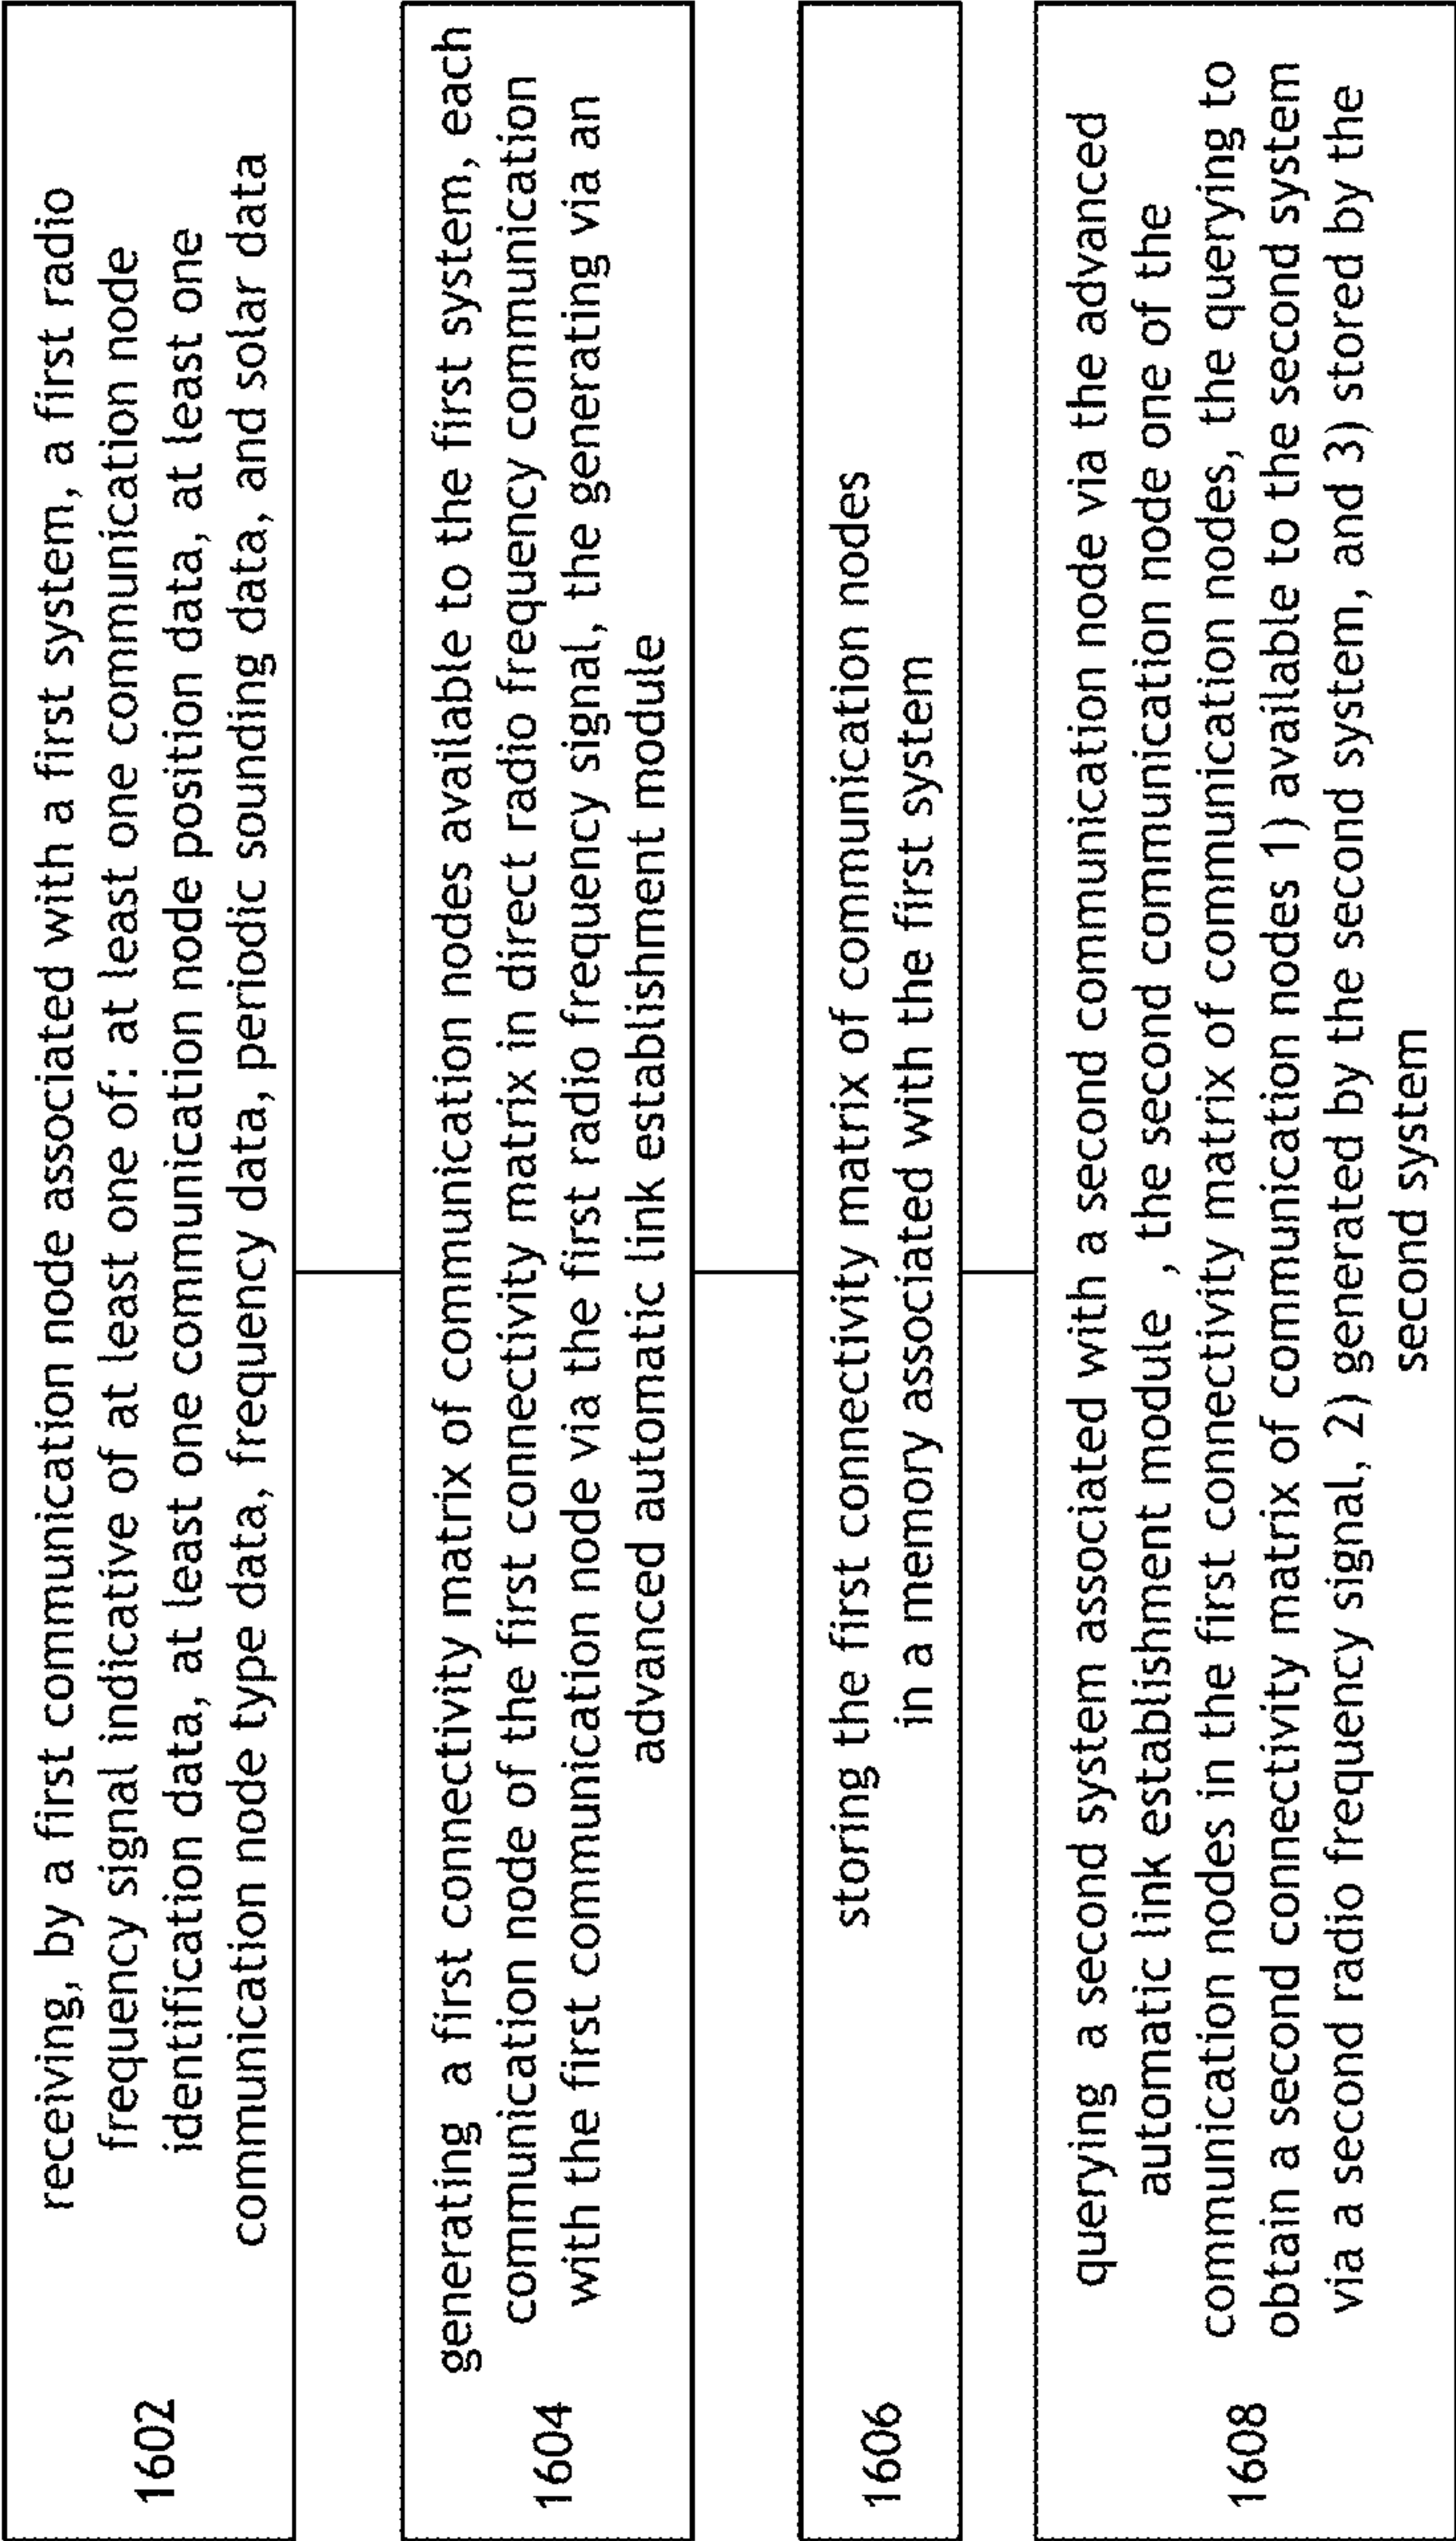 1602
receiving, by a first communication node associated with a first system, a first radio
frequency signal indicative of at least one of: at least one communication node
identification data, at least one communication node position data, at least one
communication node type data, frequency data, periodic sounding data, and solar data
1604
generating a first connectivity matrix of communication nodes available to the first system, each
communication node of the first connectivity matrix in direct radio frequency communication
with the first communication node via the first radio frequency signal, the generating via an
advanced automatic link establishment module
1606
storing the first connectivity matrix of communication nodes
in a memory associated with the first system
1608
querying a second system associated with a second communication node via the advanced
automatic link establishment module , the second communication node one of the
communication nodes in the first connectivity matrix of communication nodes, the querying to
obtain a second connectivity matrix of communication nodes 1) available to the second system
via a second radio frequency signal, 2) generated by the second system, and 3) stored by the
second system